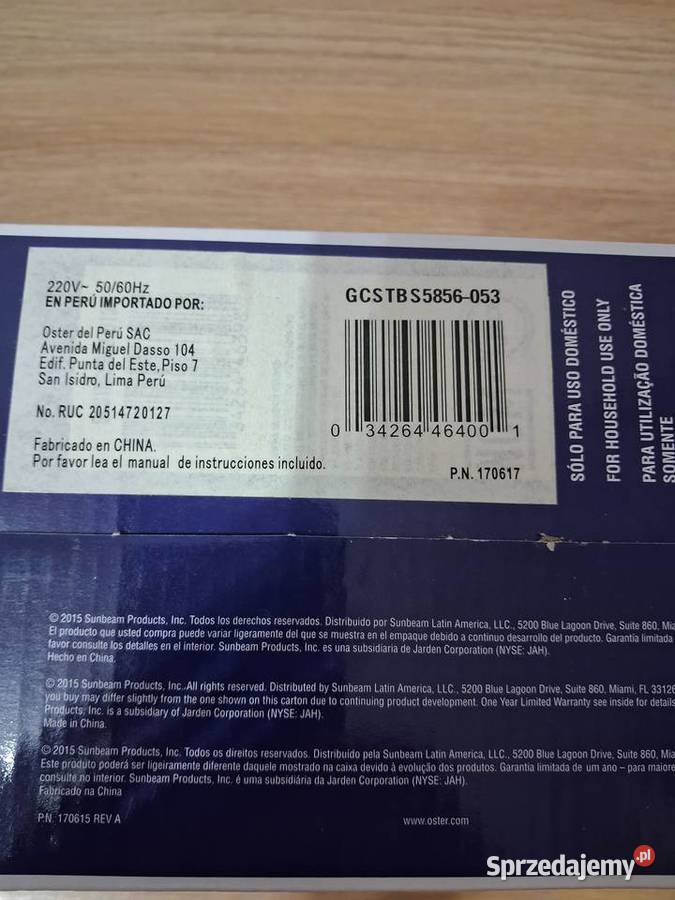 220V~ 50/60Hz
EN PERÚ IMPORTADO POR:
Oster del Perú SAC
Avenida Miguel Dasso 104
Edif. Punta del Este, Piso 7
San Isidro, Lima Perú
No. RUC 20514720127
Fabricado en CHINA.
Por favor lea el manual de instrucciones incluido.
GCSTBS5856-053
0 34264 46400 1
P.N. 170617
SÓLO PARA USO DOMÉSTICO
FOR HOUSEHOLD USE ONLY
PARA UTILIZAÇÃO DOMÉSTICA
SOMENTE
© 2015 Sunbeam Products, Inc. Todos los derechos reservados. Distribuido por Sunbeam Latin America, LLC., 5200 Blue Lagoon Drive, Suite 860, Mia
El producto que usted compra puede variar ligeramente del que se muestra en el empaque debido a continuo desarrollo del producto. Garantía limitada
favor consulte los detalles en el interior. Sunbeam Products, Inc. es una subsidiaria de Jarden Corporation (NYSE: JAH).
Hecho en China.
© 2015 Sunbeam Products, Inc..All rights reserved. Distributed by Sunbeam Latin America, LLC., 5200 Blue Lagoon Drive, Suite 860, Miami, FL 33126
you buy may differ slightly from the one shown on this carton due to continuing product development. One Year Limited Warranty see inside for details
Products, Inc. is a subsidiary of Jarden Corporation (NYSE: JAH).
Made in China.
© 2015 Sunbeam Products, Inc. Todos os direitos reservados. Distribuido pela Sunbeam Latin America, LLC., 5200 Blue Lagoon Drive, Suite 860, Mia
Este produto poderá ser ligeiramente diferente daquele mostrado na caixa devido à evolução dos produtos. Garantia limitada de um ano – para maiore
consulte no interior. Sunbeam Products, Inc. é uma subsidiária da Jarden Corporation (NYSE: JAH).
Fabricado na China
P.N. 170615 REV A
www.oster.com
Sprzedajemy.pl